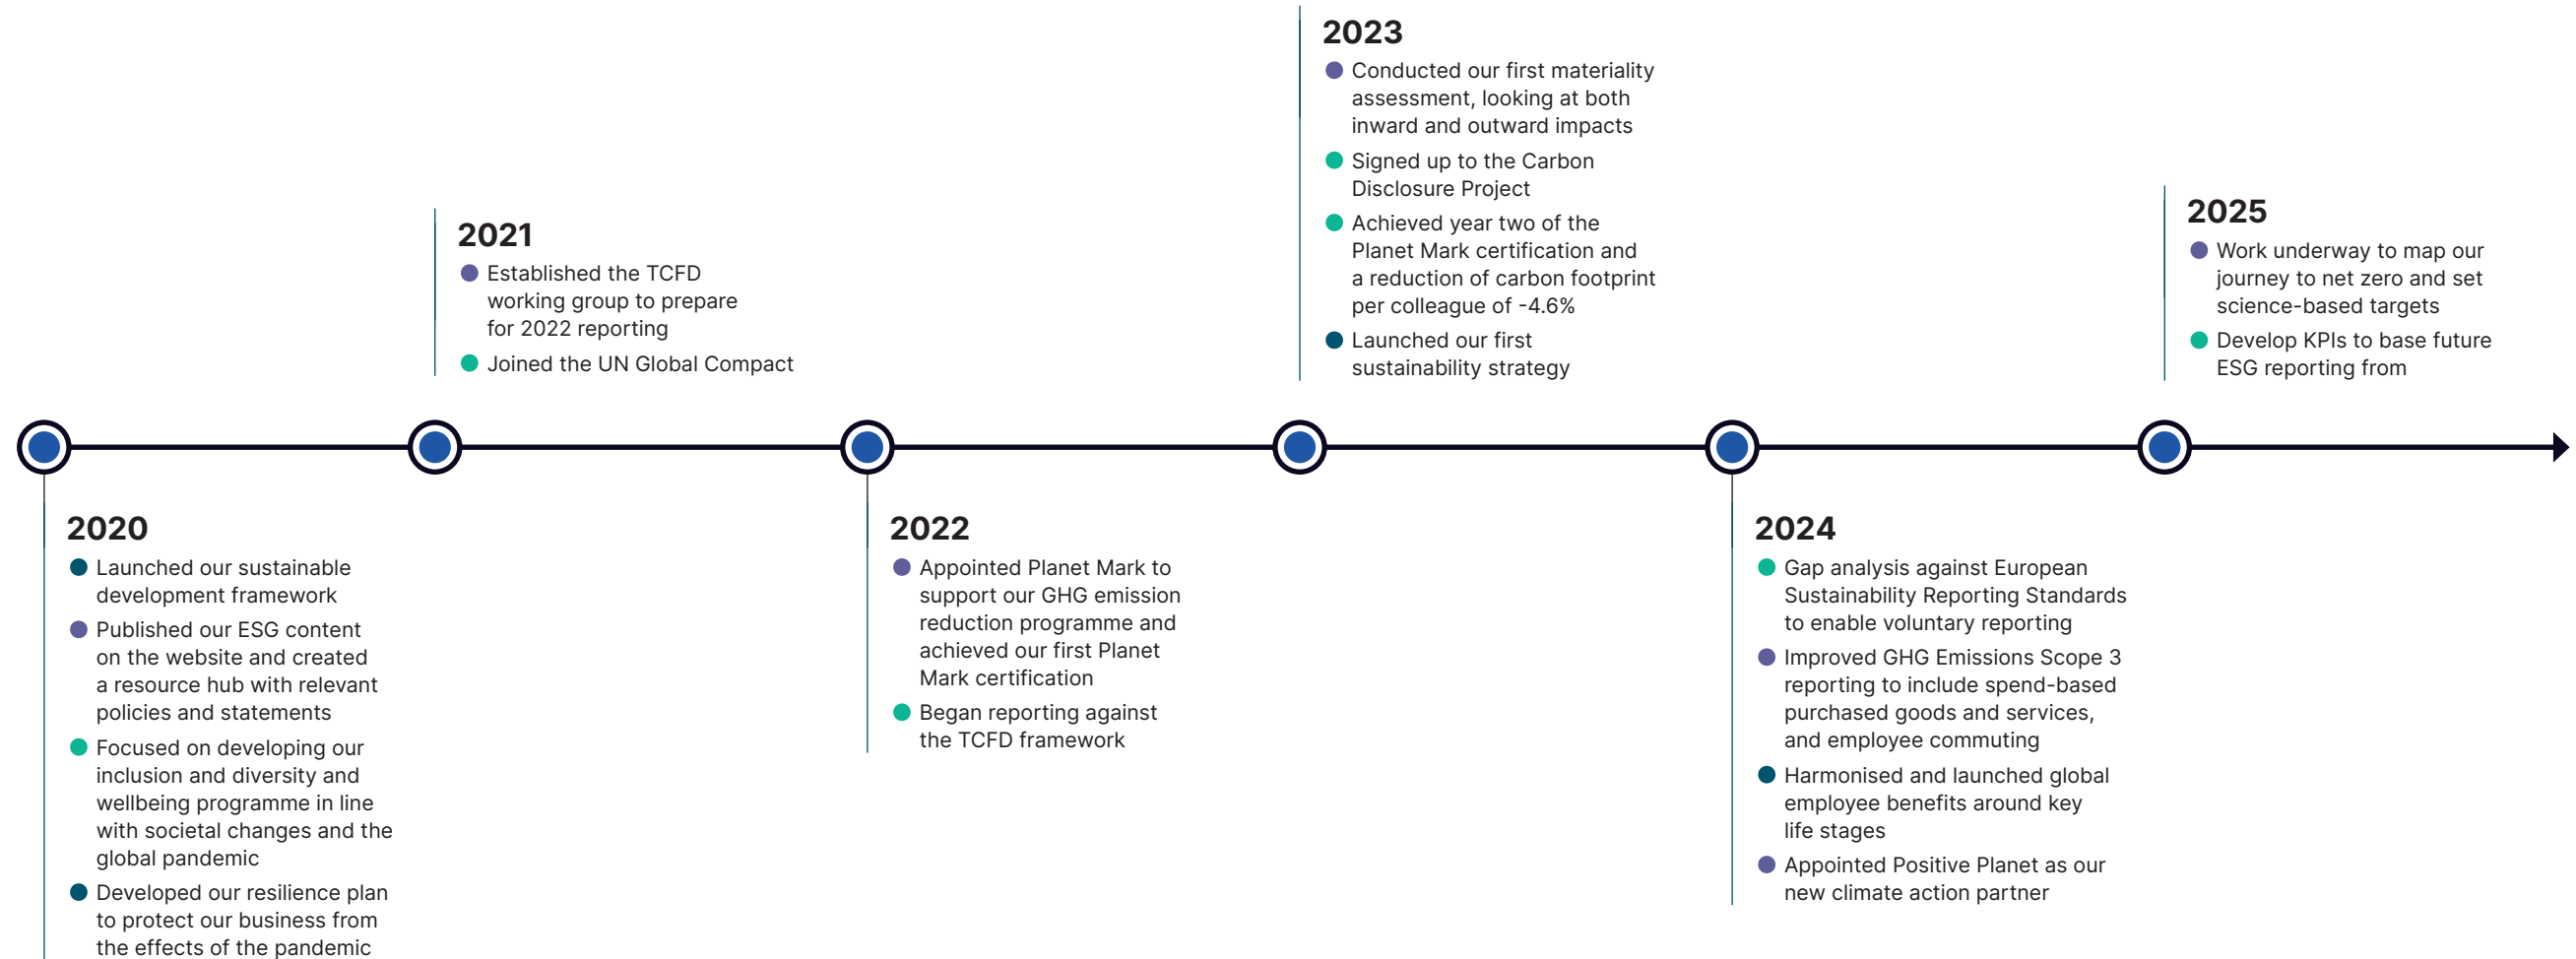 2020
Launched our sustainable
development framework
Published our ESG content
on the website and created
a resource hub with relevant
policies and statements
Focused on developing our
inclusion and diversity and
wellbeing programme in line
with societal changes and the
global pandemic
Developed our resilience plan
to protect our business from
the effects of the pandemic
2021
Established the TCFD
working group to prepare
for 2022 reporting
Joined the UN Global Compact
2022
Appointed Planet Mark to
support our GHG emission
reduction programme and
achieved our first Planet
Mark certification
Began reporting against
the TCFD framework
2023
Conducted our first materiality
assessment, looking at both
inward and outward impacts
Signed up to the Carbon
Disclosure Project
Achieved year two of the
Planet Mark certification and
a reduction of carbon footprint
per colleague of -4.6%
Launched our first
sustainability strategy
2024
Gap analysis against European
Sustainability Reporting Standards
to enable voluntary reporting
Improved GHG Emissions Scope 3
reporting to include spend-based
purchased goods and services,
and employee commuting
Harmonised and launched global
employee benefits around key
life stages
Appointed Positive Planet as our
new climate action partner
2025
Work underway to map our
journey to net zero and set
science-based targets
Develop KPIs to base future
ESG reporting from